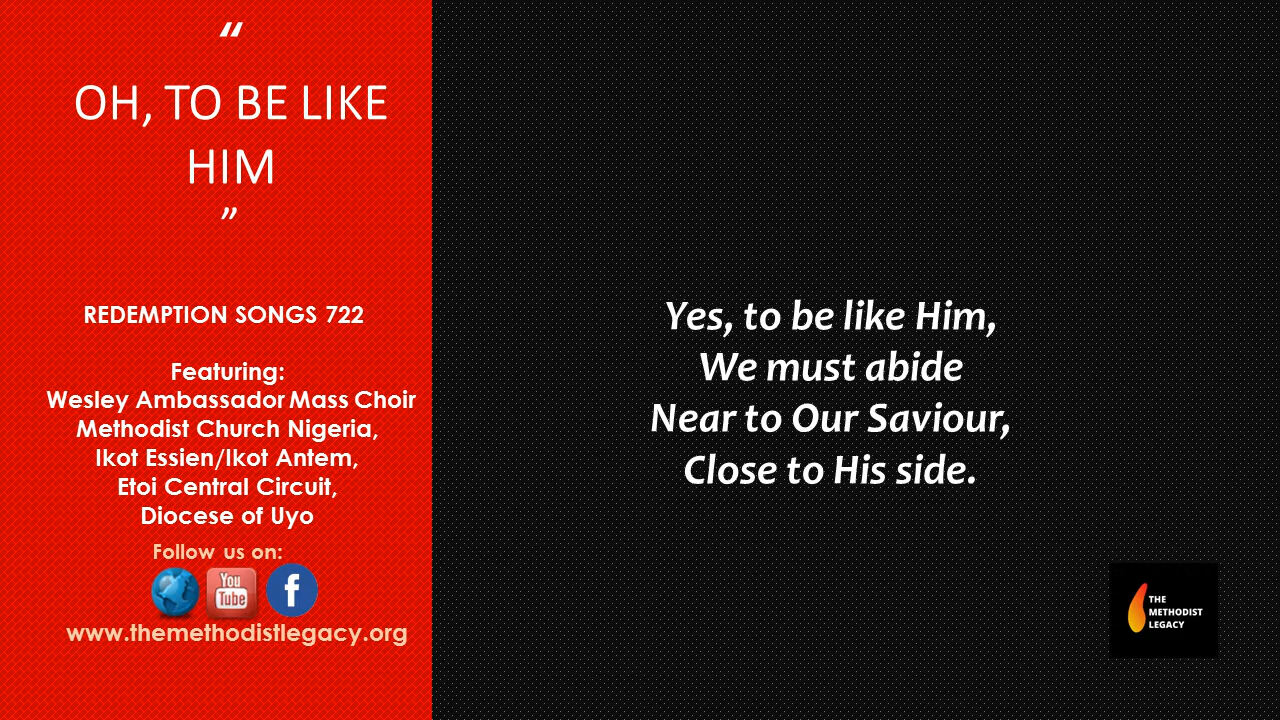 “
OH, TO BE LIKE
HIM
”
REDEMPTION SONGS 722
Featuring:
Wesley Ambassador Mass Choir
Methodist Church Nigeria,
Ikot Essien/Ikot Antem,
Etoi Central Circuit,
Diocese of Uyo
Follow us on:
You
Tube
f
www.themethodistlegacy.org
Yes, to be like Him,
We must abide
Near to Our Saviour,
Close to His side.
THE
METHODIST
LEGACY